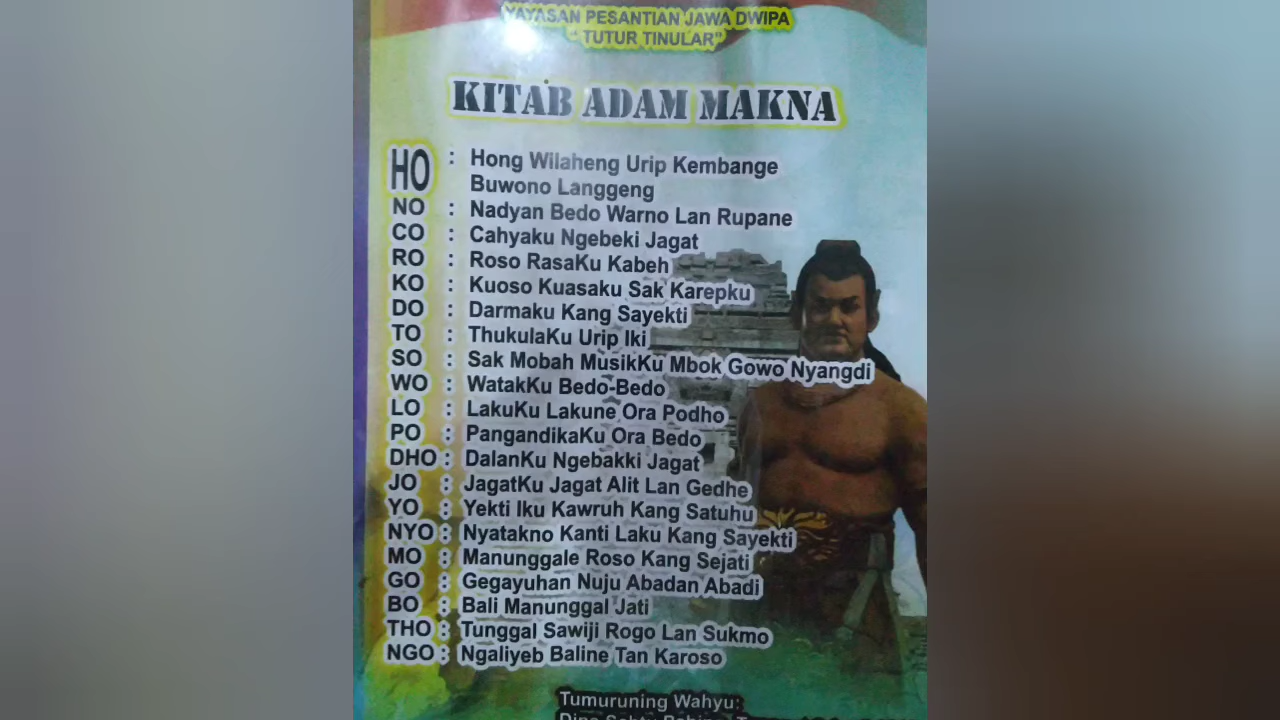 YAYASAN PESANTIAN JAWA DWIPA
" TUTUR TINULAR"
KITAB ADAM MAKNA
HO : Hong Wilaheng Urip Kembange
Buwono Langgeng
NO : Nadyan Bedo Warno Lan Rupane
CO : Cahyaku Ngebeki Jagat
RO : Roso RasaKu Kabeh
KO : Kuoso Kuasaku Sak Karepku
DO : Darmaku Kang Sayekti
TO : ThukulaKu Urip Iki
SO : Sak Mobah MusikKu Mbok Gowo Nyangdi
WO : WatakKu Bedo-Bedo
LO : LakuKu Lakune Ora Podho
PO : PangandikaKu Ora Bedo
DHO : DalanKu Ngebakki Jagat
JO : JagatKu Jagat Alit Lan Gedhe
YO : Yekti Iku Kawruh Kang Satuhu
NYO : Nyatakno Kanti Laku Kang Sayekti
MO : Manunggale Roso Kang Sejati
GO : Gegayuhan Nuju Abadan Abadi
BO : Bali Manunggal Jati
THO : Tunggal Sawiji Rogo Lan Sukmo
NGO : Ngaliyeb Baline Tan Karoso
Tumuruning Wahyu: